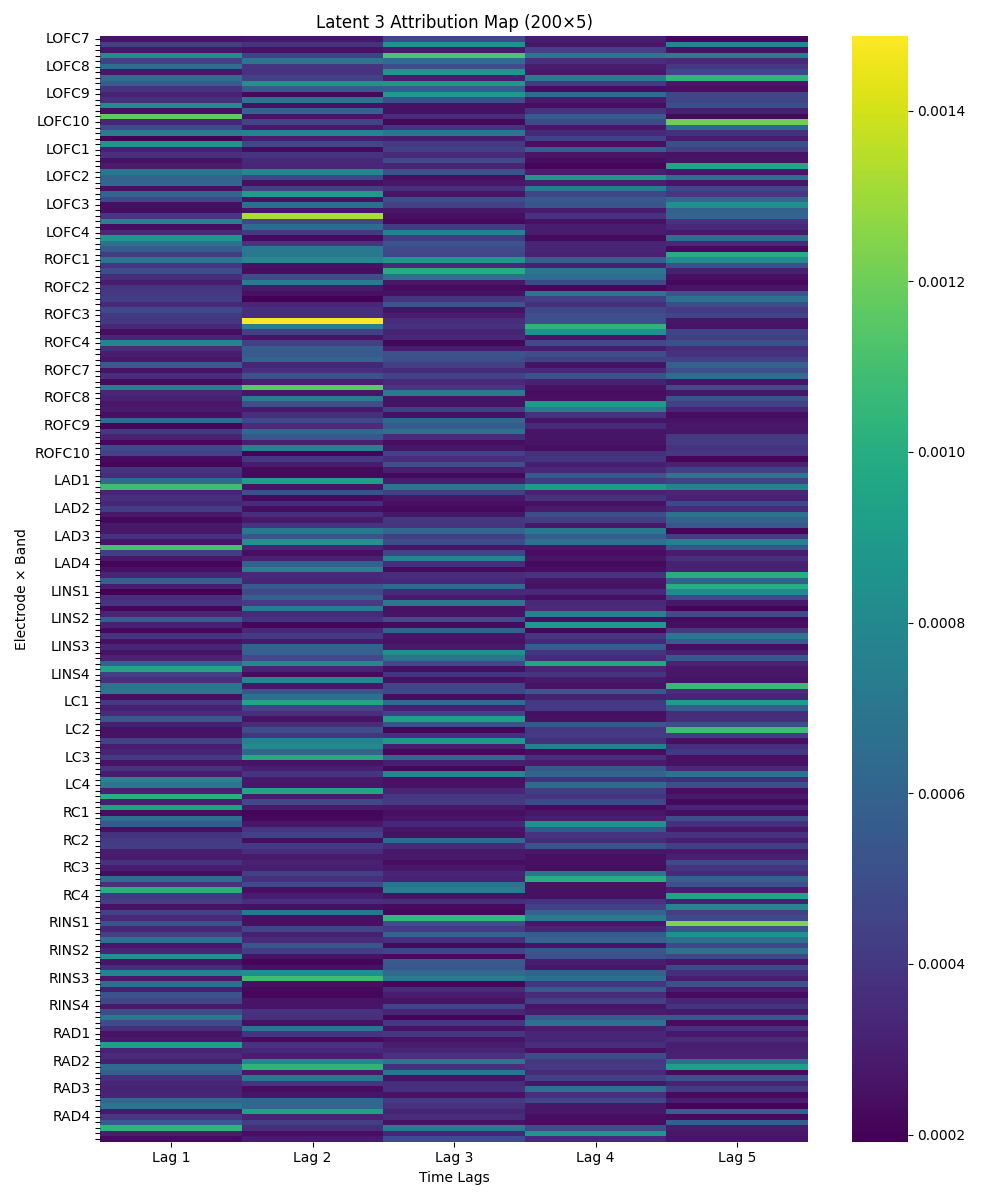 Latent 3 Attribution Map (200×5)
Electrode × Band
LOFC7
LOFC8
LOFC9
LOFC10
LOFC1
LOFC2
LOFC3
LOFC4
ROFC1
ROFC2
ROFC3
ROFC4
ROFC7
ROFC8
ROFC9
ROFC10
LAD1
LAD2
LAD3
LAD4
LINS1
LINS2
LINS3
LINS4
LC1
LC2
LC3
LC4
RC1
RC2
RC3
RC4
RINS1
RINS2
RINS3
RINS4
RAD1
RAD2
RAD3
RAD4
Lag 1 Lag 2 Lag 3 Lag 4 Lag 5
Time Lags
0.0014
0.0012
0.0010
0.0008
0.0006
0.0004
0.0002